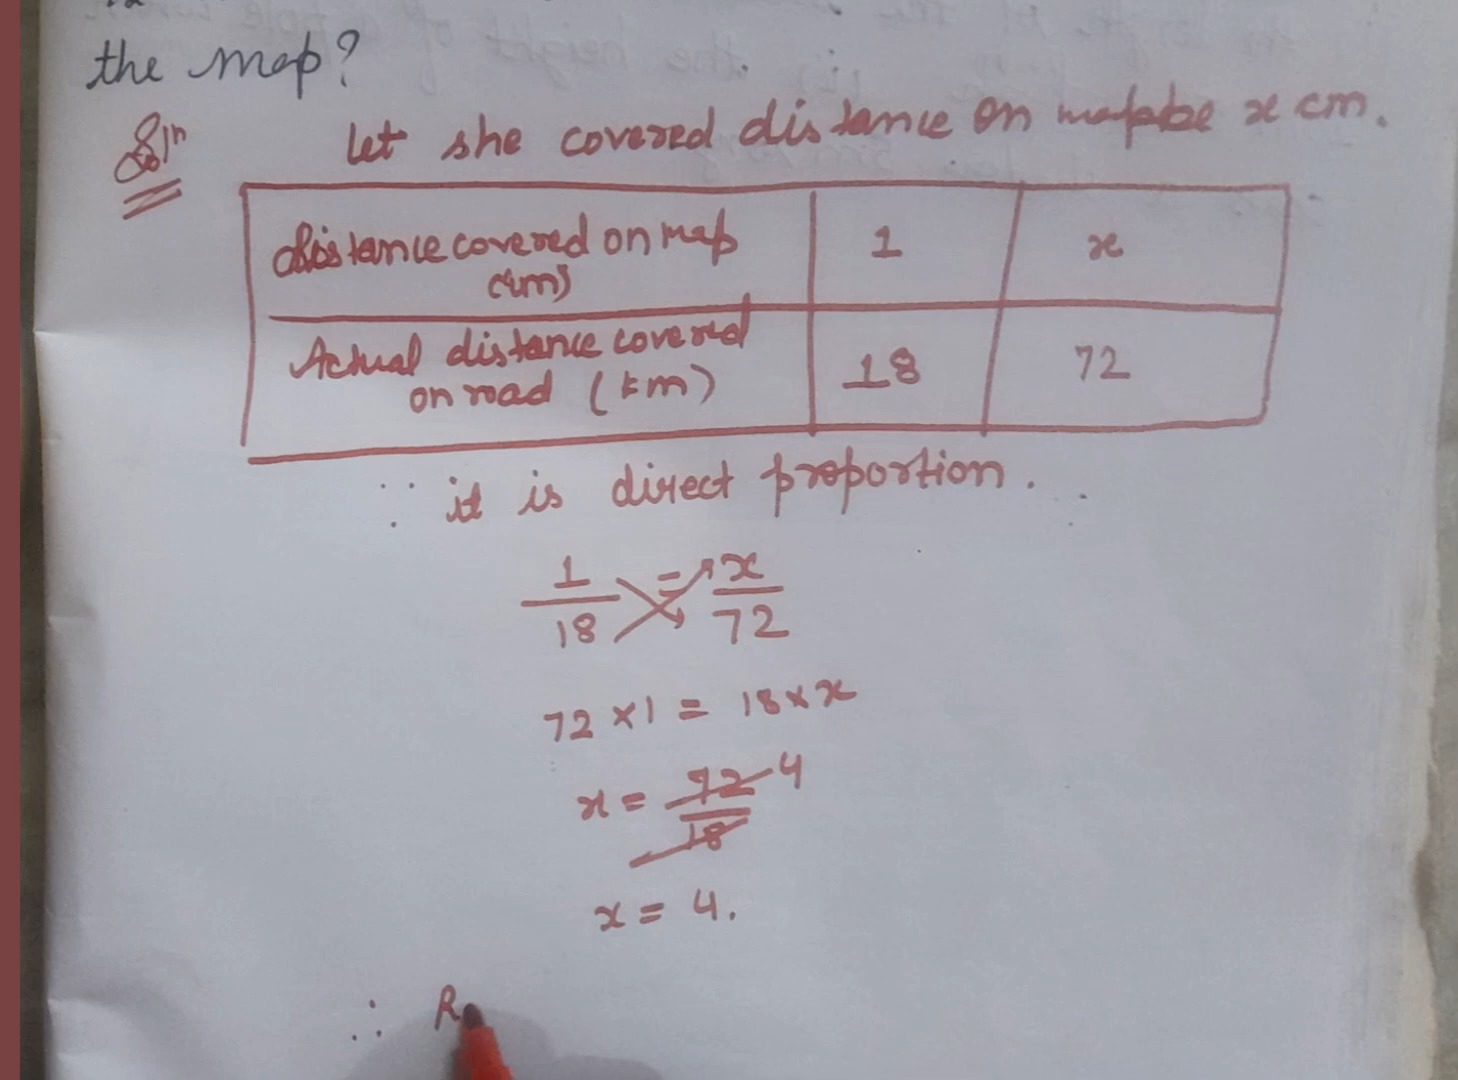 the map?
Soln
let she covered distance on map be x cm.
Distance covered on map 1 x
(cm)
Actual distance covered
on road (km) 18 72
∵ it is direct proportion.
1/18 = x/72
72 × 1 = 18 × x
x = 72/18 4
x = 4.
∴ R